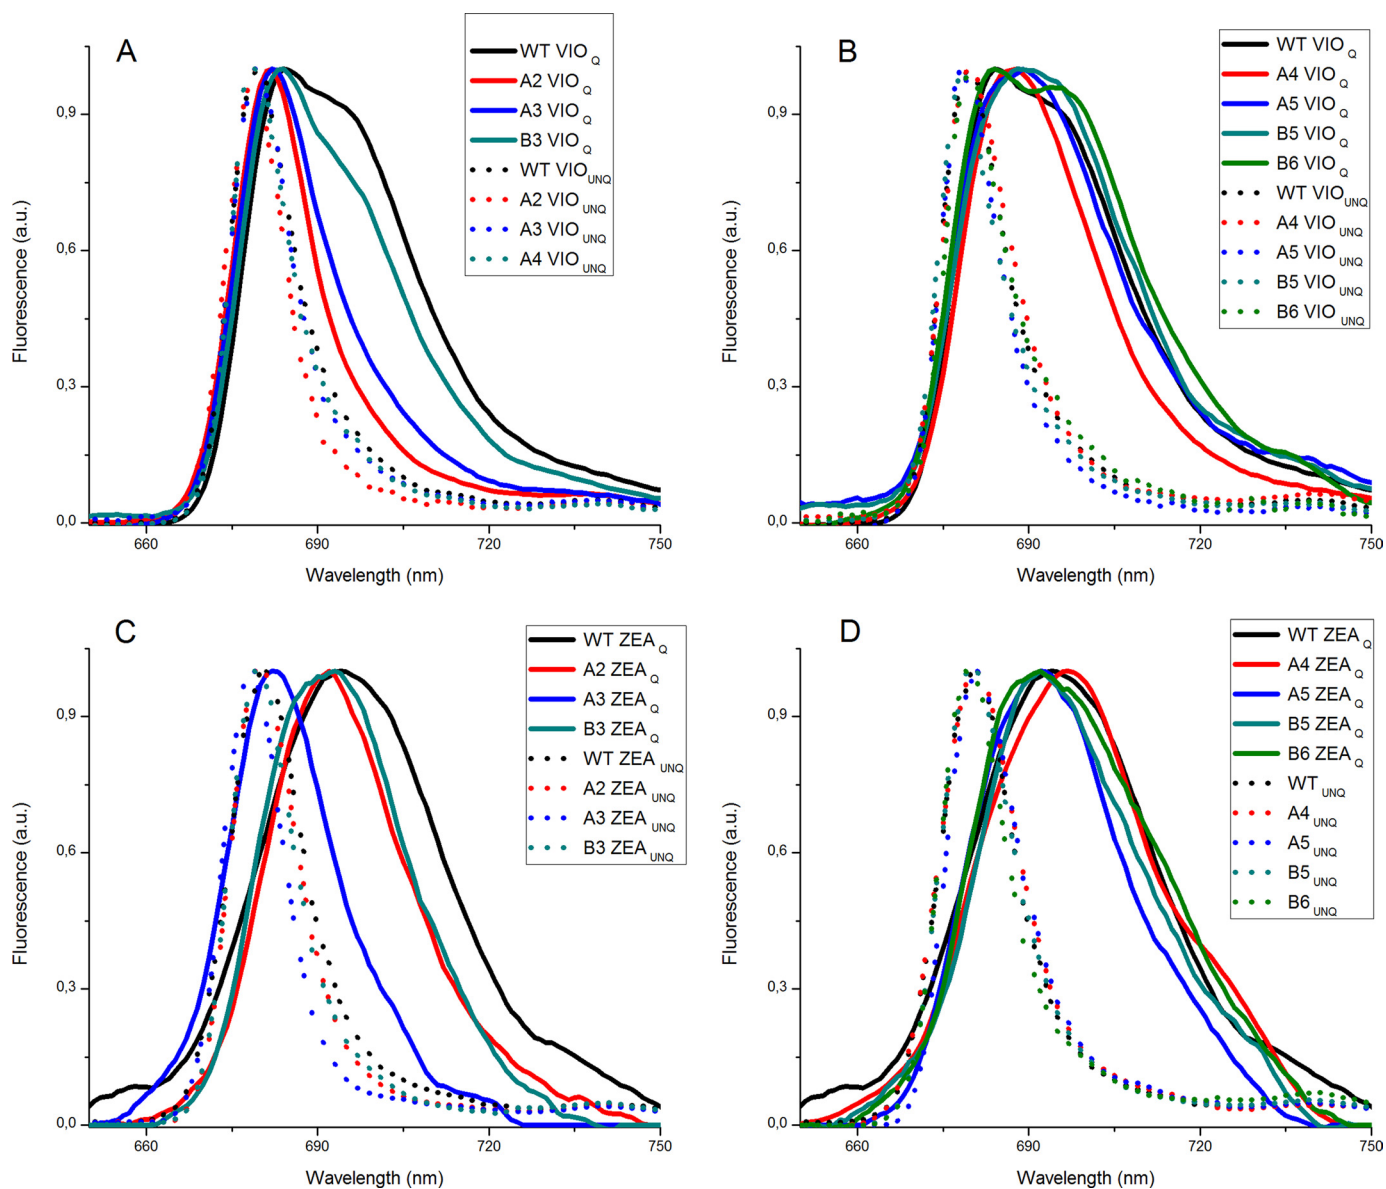 A
WT VIO Q
A2 VIO Q
A3 VIO Q
B3 VIO Q
WT VIO UNQ
A2 VIO UNQ
A3 VIO UNQ
A4 VIO UNQ
0,9
0,6
0,3
0,0
660
690
720
750
Fluorescence (a.u.)
Wavelength (nm)
B
WT VIO Q
A4 VIO Q
A5 VIO Q
B5 VIO Q
B6 VIO Q
WT VIO UNQ
A4 VIO UNQ
A5 VIO UNQ
B5 VIO UNQ
B6 VIO UNQ
0,9
0,6
0,3
0,0
660
690
720
750
Fluorescence (a.u.)
Wavelength (nm)
C
WT ZEA Q
A2 ZEA Q
A3 ZEA Q
B3 ZEA Q
WT ZEA UNQ
A2 ZEA UNQ
A3 ZEA UNQ
B3 ZEA UNQ
0,9
0,6
0,3
0,0
660
690
720
750
Fluorescence (a.u.)
Wavelength (nm)
D
WT ZEA Q
A4 ZEA Q
A5 ZEA Q
B5 ZEA Q
B6 ZEA Q
WT UNQ
A4 UNQ
A5 UNQ
B5 UNQ
B6 UNQ
0,9
0,6
0,3
0,0
660
690
720
750
Fluorescence (a.u.)
Wavelength (nm)